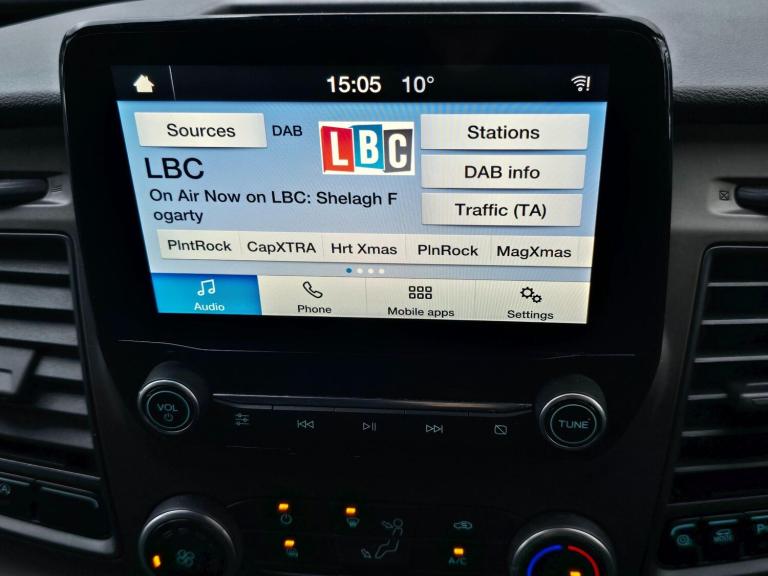 15:05 10°
Sources DAB LBC Stations
LBC
DAB info
On Air Now on LBC: Shelagh F
ogarty
Traffic (TA)
PlntRock CapXTRA Hrt Xmas PlnRock MagXmas
Audio Phone Mobile apps Settings
VOL
TUNE
A/C
MODE